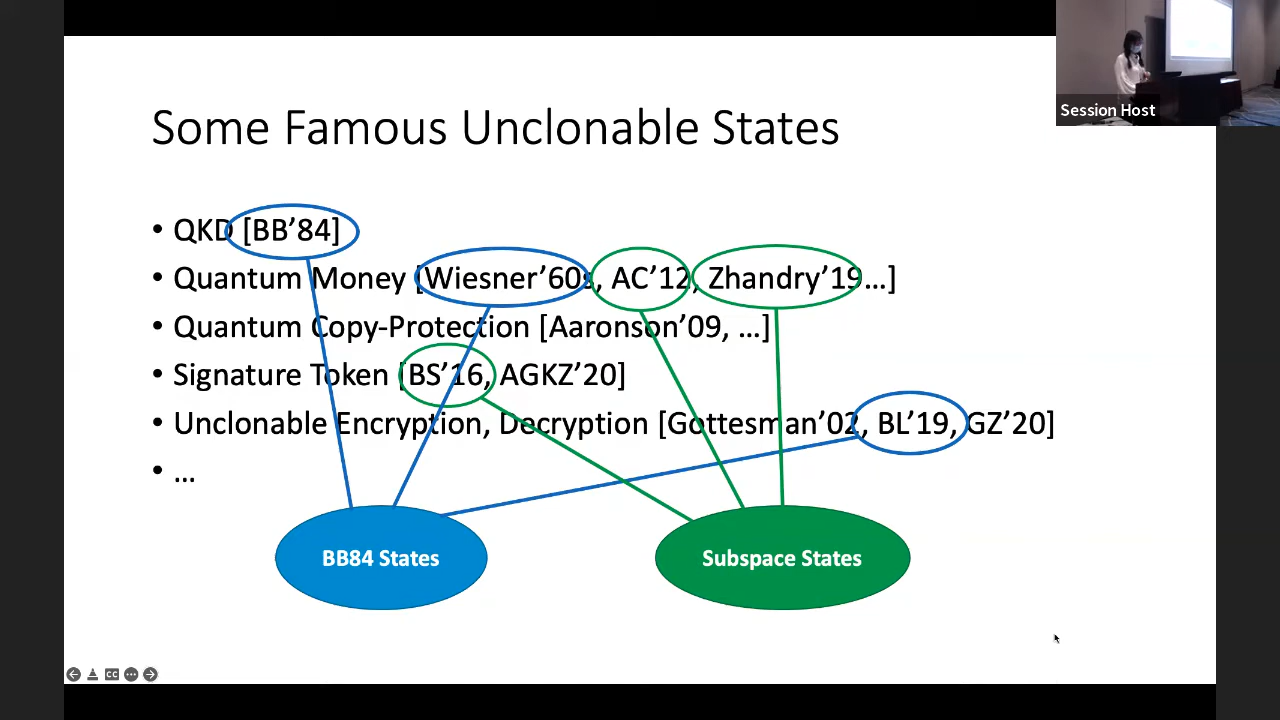 Session Host
Some Famous Unclonable States
• QKD [BB’84]
• Quantum Money [Wiesner’60s, AC’12, Zhandry’19…]
• Quantum Copy-Protection [Aaronson’09, …]
• Signature Token [BS’16, AGKZ’20]
• Unclonable Encryption, Decryption [Gottesman’02, BL’19, GZ’20]
• …
BB84 States
Subspace States
CC